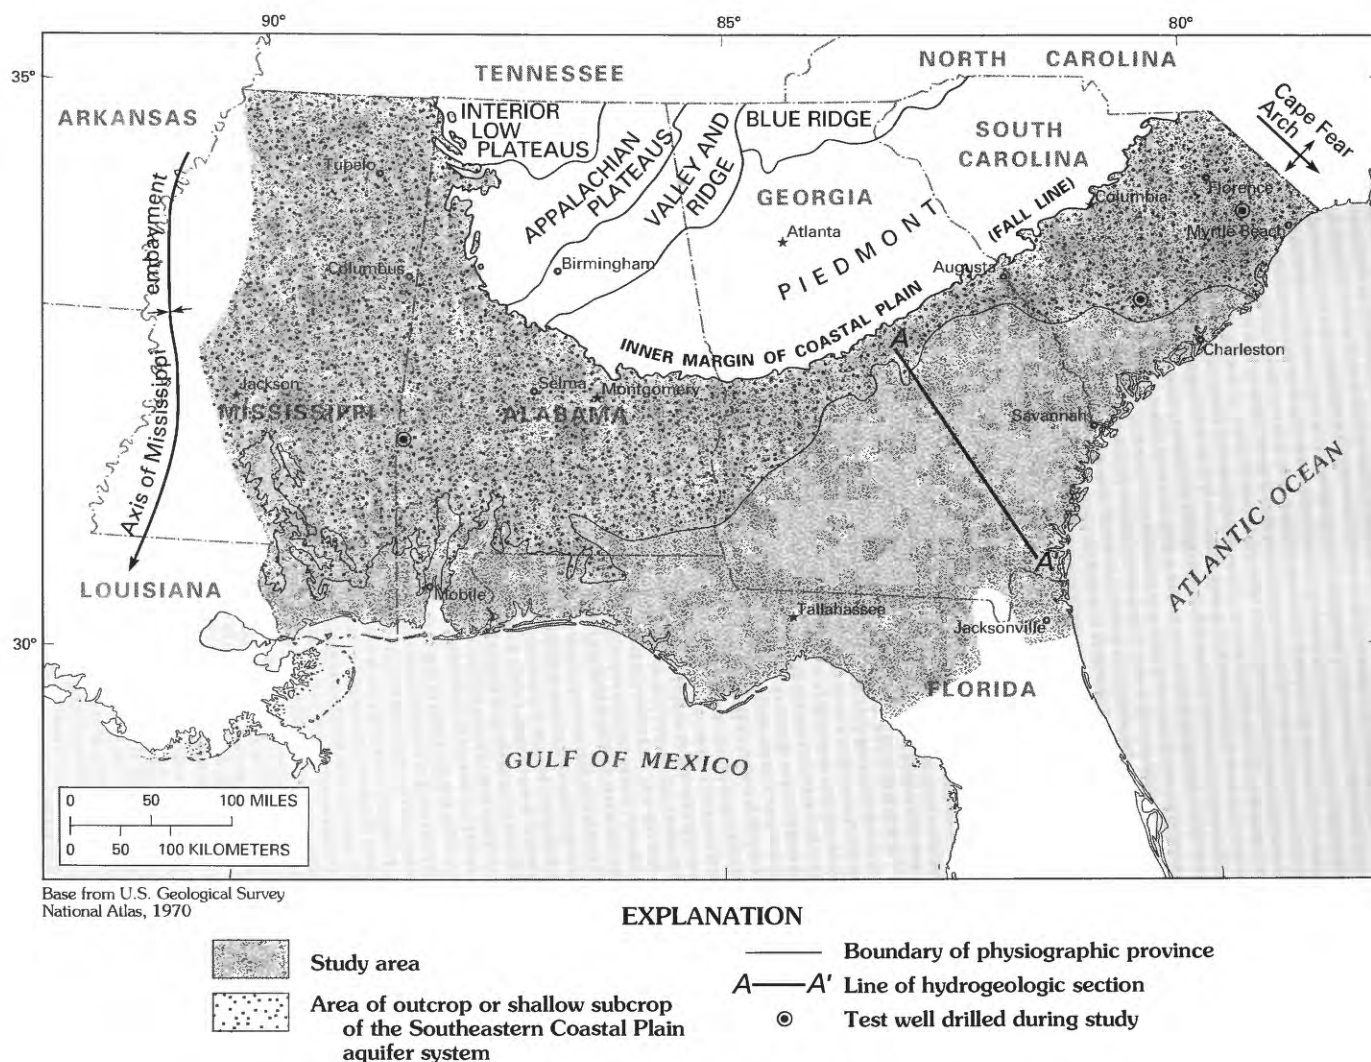 90°
85°
80°
35°
30°
TENNESSEE
NORTH CAROLINA
ARKANSAS
INTERIOR
LOW
PLATEAUS
APPALACHIAN
PLATEAUS
VALLEY AND
RIDGE
BLUE RIDGE
SOUTH
CAROLINA
Cape Fear
Arch
Tupelo
GEORGIA
Atlanta
PIEDMONT
(FALL LINE)
Columbia
Florence
Myrtle Beach
Columbus
Birmingham
Augusta
Axis of Mississippi embayment
INNER MARGIN OF COASTAL PLAIN
A
Charleston
Jackson
MISSISSIPPI
Selma
Montgomery
ALABAMA
Savannah
A'
ATLANTIC OCEAN
LOUISIANA
Mobile
Tallahassee
Jacksonville
FLORIDA
GULF OF MEXICO
0 50 100 MILES
0 50 100 KILOMETERS
Base from U.S. Geological Survey
National Atlas, 1970
EXPLANATION
Study area
Area of outcrop or shallow subcrop
of the Southeastern Coastal Plain
aquifer system
Boundary of physiographic province
A A' Line of hydrogeologic section
Test well drilled during study